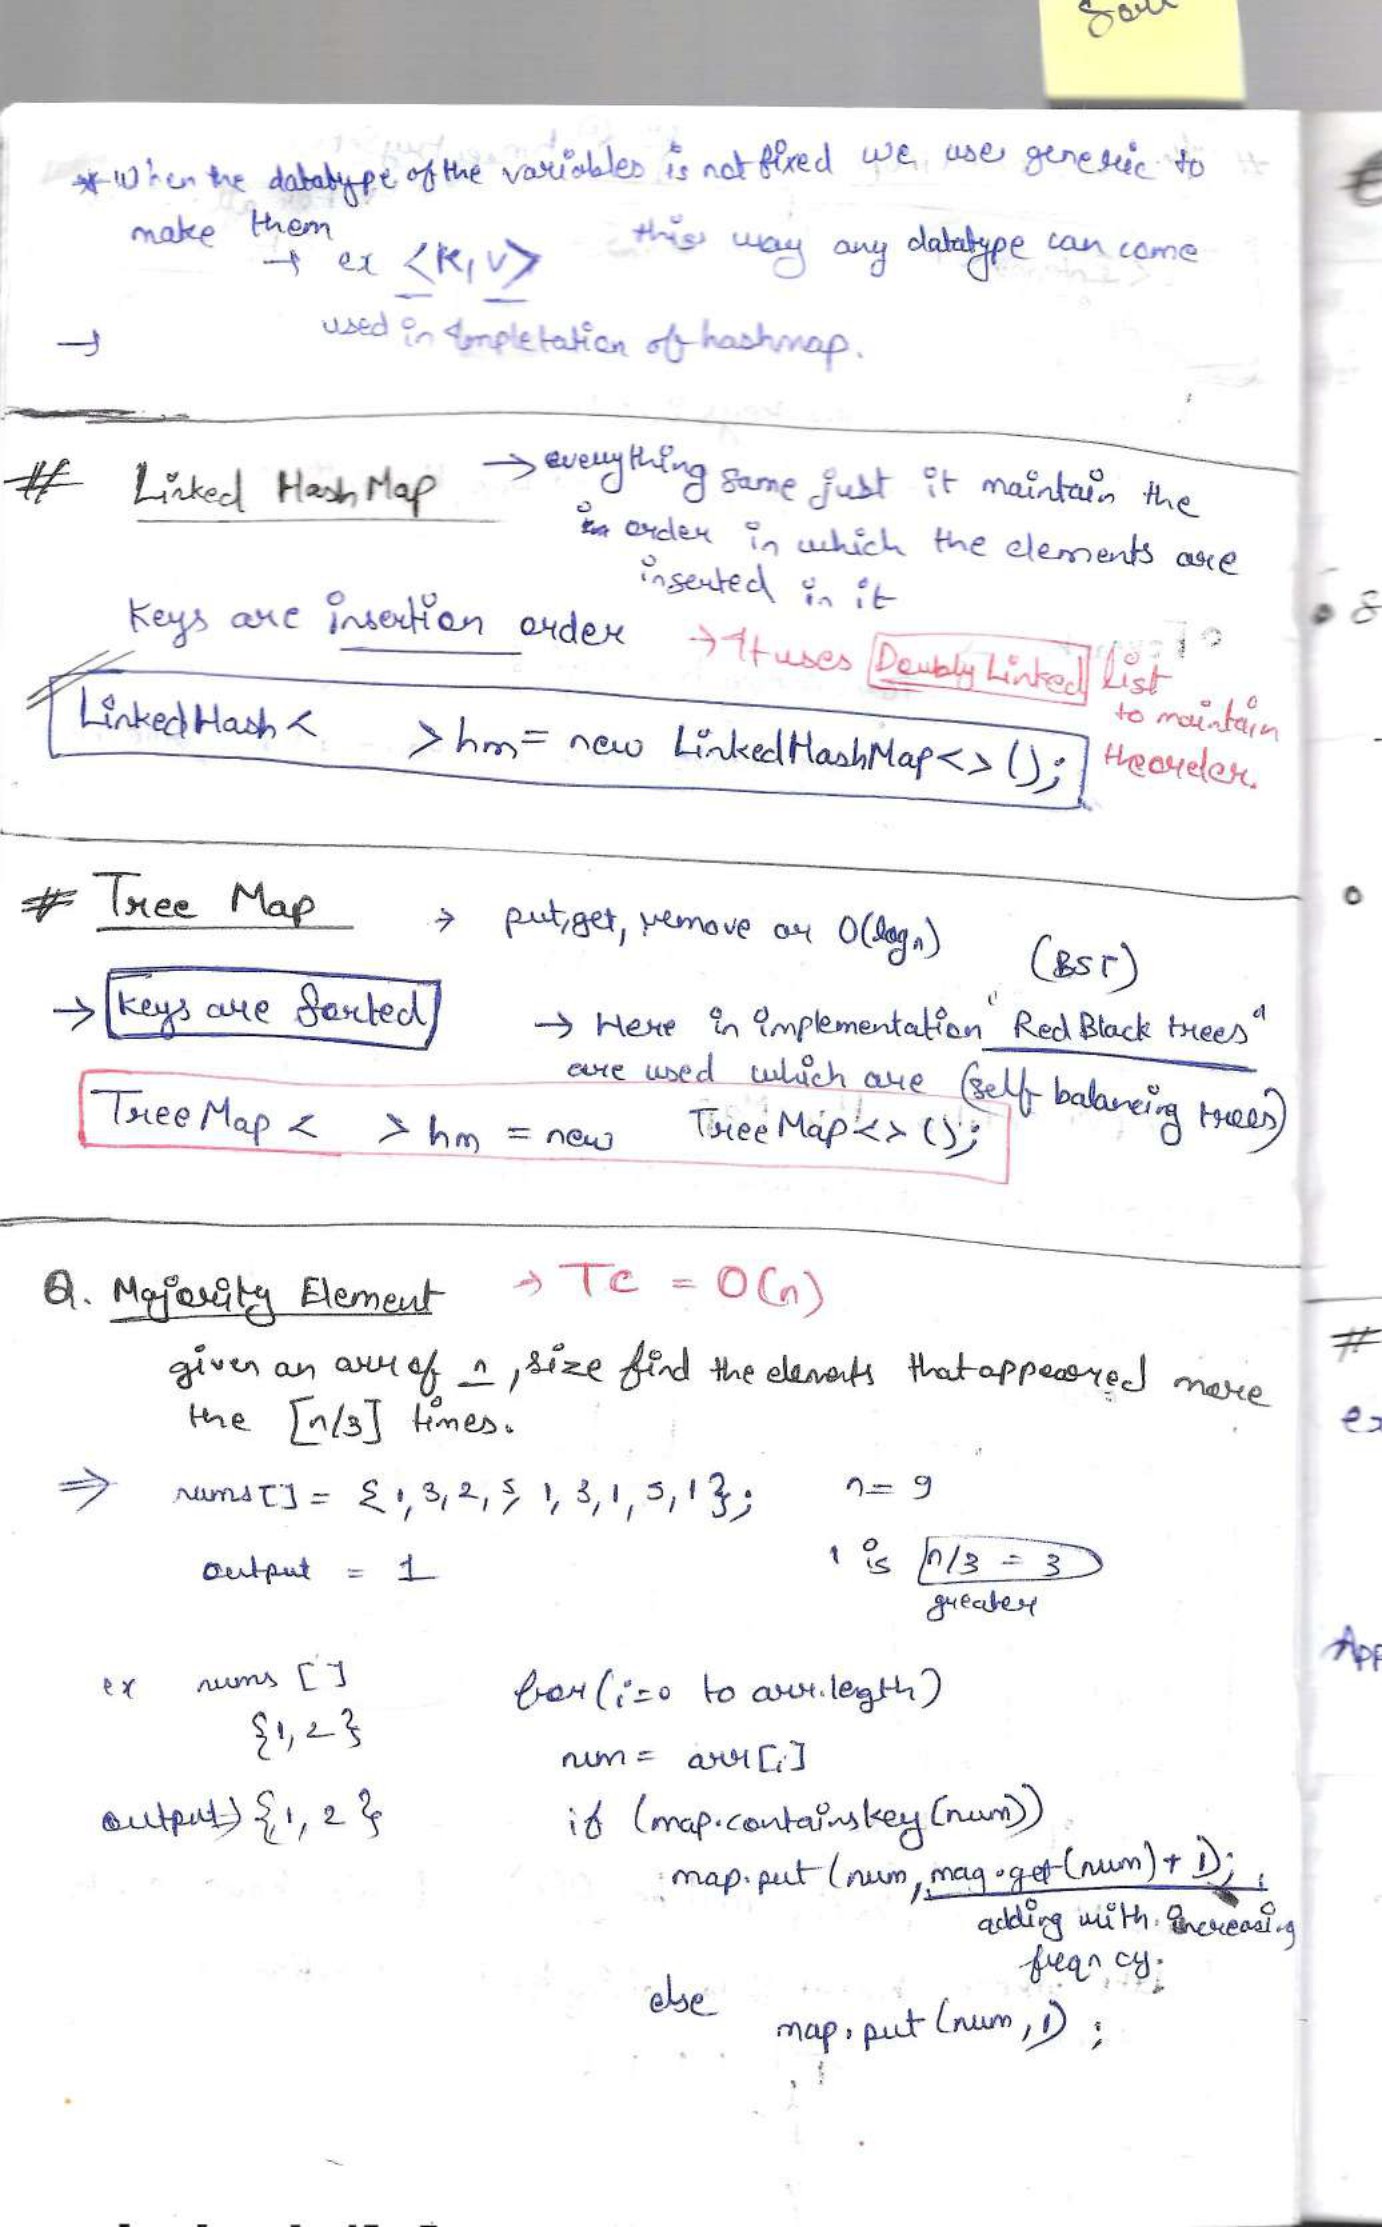 * When the datatype of the variables is not fixed we use generic to
make them
→ ex <K, V> this way any datatype can come
→ used in Impletation of hashmap.
# Linked HashMap → everything same just it maintain the
order in which the elements are
inserted in it
Keys are insertion order → It uses Doubly Linked List
to maintain
the order.
LinkedHash< > hm = new LinkedHashMap<>();
# Tree Map → put, get, remove or O(logn)
(BST)
→ Keys are Sorted → Here in implementation "Red Black trees"
are used which are (self balancing trees)
TreeMap < > hm = new TreeMap<>();
Q. Majority Element → TC = O(n)
given an arr of n, size find the elements that appeared more
the [n/3] times.
⇒ nums[] = {1, 3, 2, 5, 1, 3, 1, 5, 1}; n = 9
output = 1 1 is n/3 = 3
greater
ex nums [] for (i=0 to arr.length)
{1, 2} num = arr[i]
output → {1, 2} if (map.containskey(num))
map.put (num, mag.get(num) + 1);
adding with increasing
freqncy.
else
map.put (num, 1);
#
ex
App